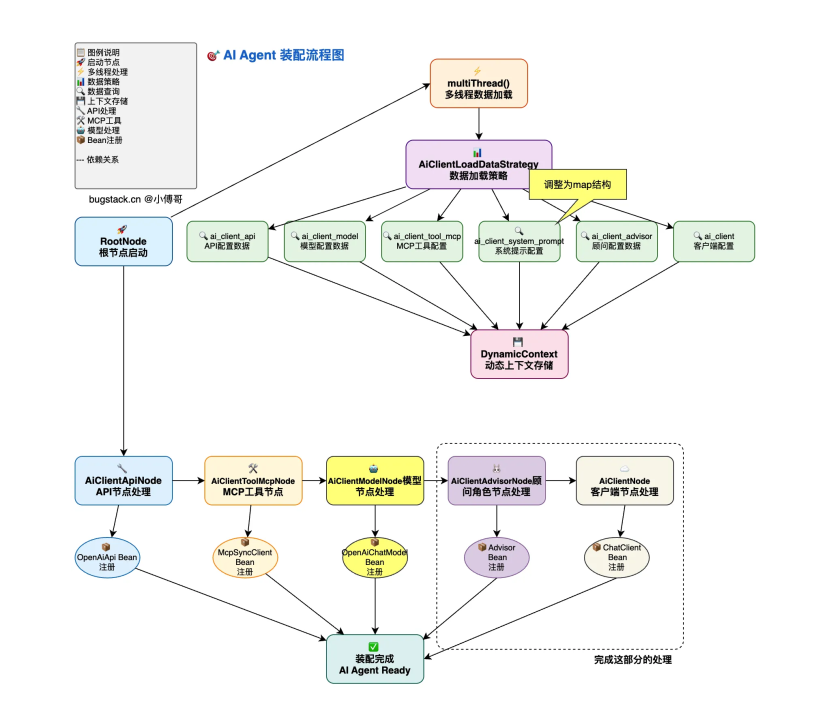 🎯 AI Agent 装配流程图
📋 图例说明
🚀 启动节点
⚡ 多线程处理
📊 数据策略
🔍 数据查询
💾 上下文存储
🔧 API处理
🛠️ MCP工具
🤖 模型处理
📦 Bean注册
--- 依赖关系
bugstack.cn @小傅哥
⚡
multiThread()
多线程数据加载
📊
AiClientLoadDataStrategy
数据加载策略
调整为map结构
🚀
RootNode
根节点启动
🔍 ai_client_api
API配置数据
🔍 ai_client_model
模型配置数据
🔍 ai_client_tool_mcp
MCP工具配置
🔍
ai_client_system_prompt
系统提示配置
🔍 ai_client_advisor
顾问配置数据
🔍 ai_client
客户端配置
💾
DynamicContext
动态上下文存储
🔧
AiClientApiNode
API节点处理
🛠️
AiClientToolMcpNode
MCP工具节点
🤖
AiClientModelNode模型
节点处理
AiClientAdvisorNode顾
问角色节点处理
AiClientNode
客户端节点处理
📦
OpenAiApi Bean
注册
📦
McpSyncClient
Bean
注册
📦
OpenAiChatModel
Bean
注册
📦 Advisor
Bean
注册
📦 ChatClient
Bean
注册
✅
装配完成
AI Agent Ready
完成这部分的处理